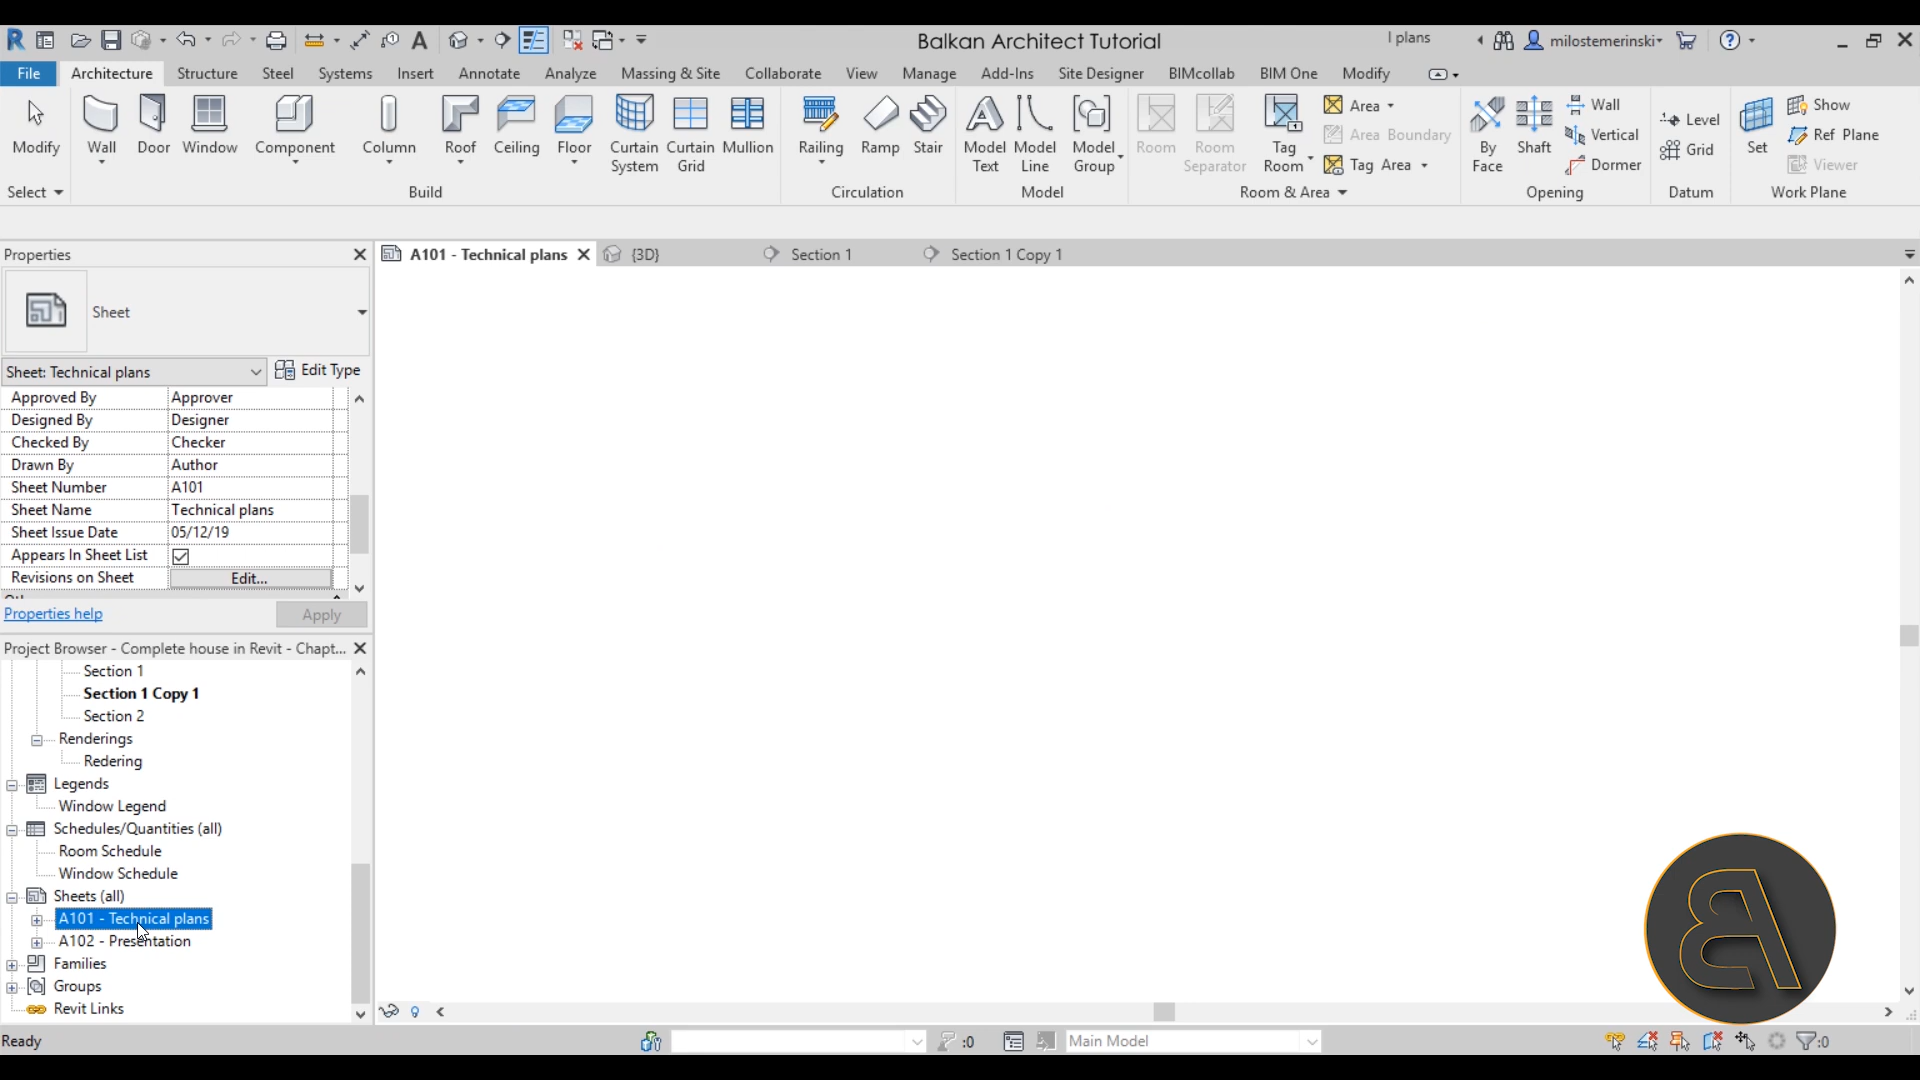 Balkan Architect Tutorial
l plans
milostemerinski
File Architecture Structure Steel Systems Insert Annotate Analyze Massing & Site Collaborate View Manage Add-Ins Site Designer BIMcollab BIM One Modify
Modify Wall Door Window Component Column Roof Ceiling Floor Curtain System Curtain Grid Mullion Railing Ramp Stair Model Text Model Line Model Group Room Room Separator Tag Room Area Area Boundary Tag Area By Face Shaft Wall Vertical Dormer Level Grid Set Show Ref Plane Viewer
Select Build Circulation Model Room & Area Opening Datum Work Plane
Properties
A101 - Technical plans {3D} Section 1 Section 1 Copy 1
Sheet
Sheet: Technical plans Edit Type
Approved By Approver
Designed By Designer
Checked By Checker
Drawn By Author
Sheet Number A101
Sheet Name Technical plans
Sheet Issue Date 05/12/19
Appears In Sheet List
Revisions on Sheet Edit...
Properties help Apply
Project Browser - Complete house in Revit - Chapt...
Section 1
Section 1 Copy 1
Section 2
Renderings
Redering
Legends
Window Legend
Schedules/Quantities (all)
Room Schedule
Window Schedule
Sheets (all)
A101 - Technical plans
A102 - Presentation
Families
Groups
Revit Links
Ready :0 Main Model :0